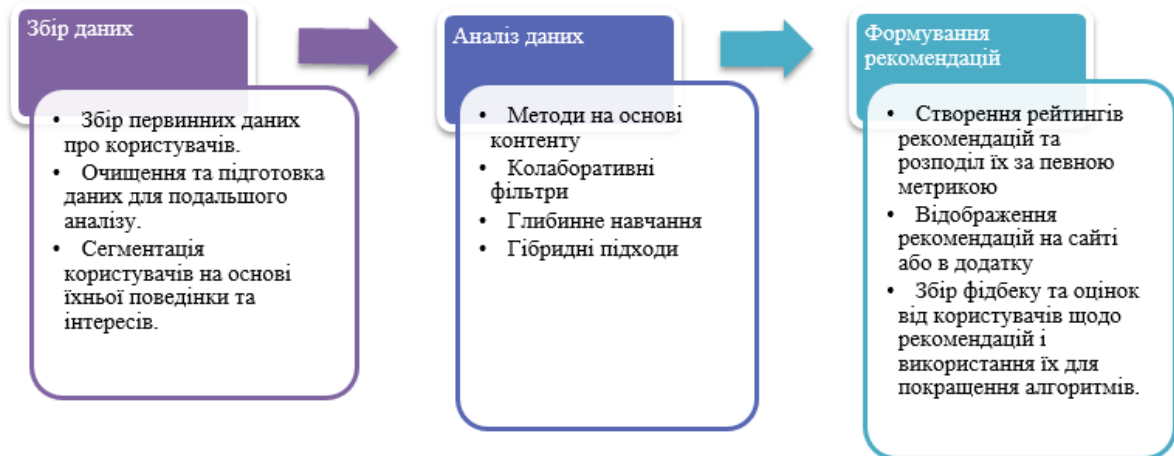 Збір даних
• Збір первинних даних
про користувачів.
• Очищення та підготовка
даних для подальшого
аналізу.
• Сегментація
користувачів на основі
їхньої поведінки та
інтересів.
Аналіз даних
• Методи на основі
контенту
• Колаборативні
фільтри
• Глибинне навчання
• Гібридні підходи
Формування
рекомендацій
• Створення рейтингів
рекомендацій та
розподіл їх за певною
метрикою
• Відображення
рекомендацій на сайті
або в додатку
• Збір фідбеку та оцінок
від користувачів щодо
рекомендацій і
використання їх для
покращення алгоритмів.